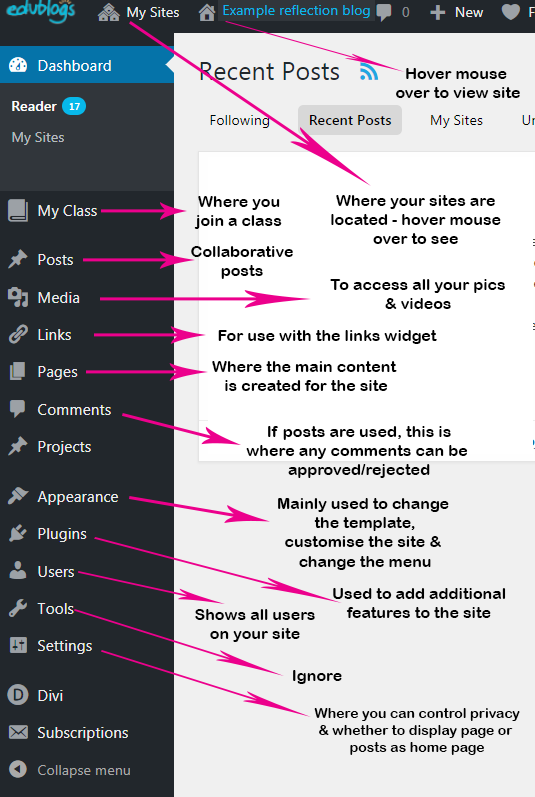 edublogs My Sites Example reflection blog 0 New F
Dashboard
Recent Posts
Hover mouse
over to view site
Reader 17
My Sites
Following Recent Posts My Sites
My Class
Where you
join a class
Where your sites are
located - hover mouse
over to see
Posts
Collaborative
posts
Media
To access all your pics
& videos
Links
For use with the links widget
Pages
Where the main content
is created for the site
Comments
If posts are used, this is
where any comments can be
approved/rejected
Projects
Appearance
Mainly used to change
the template,
customise the site &
change the menu
Plugins
Used to add additional
features to the site
Users
Shows all users
on your site
Tools
Ignore
Settings
Where you can control privacy
& whether to display page or
posts as home page
Divi
Subscriptions
Collapse menu